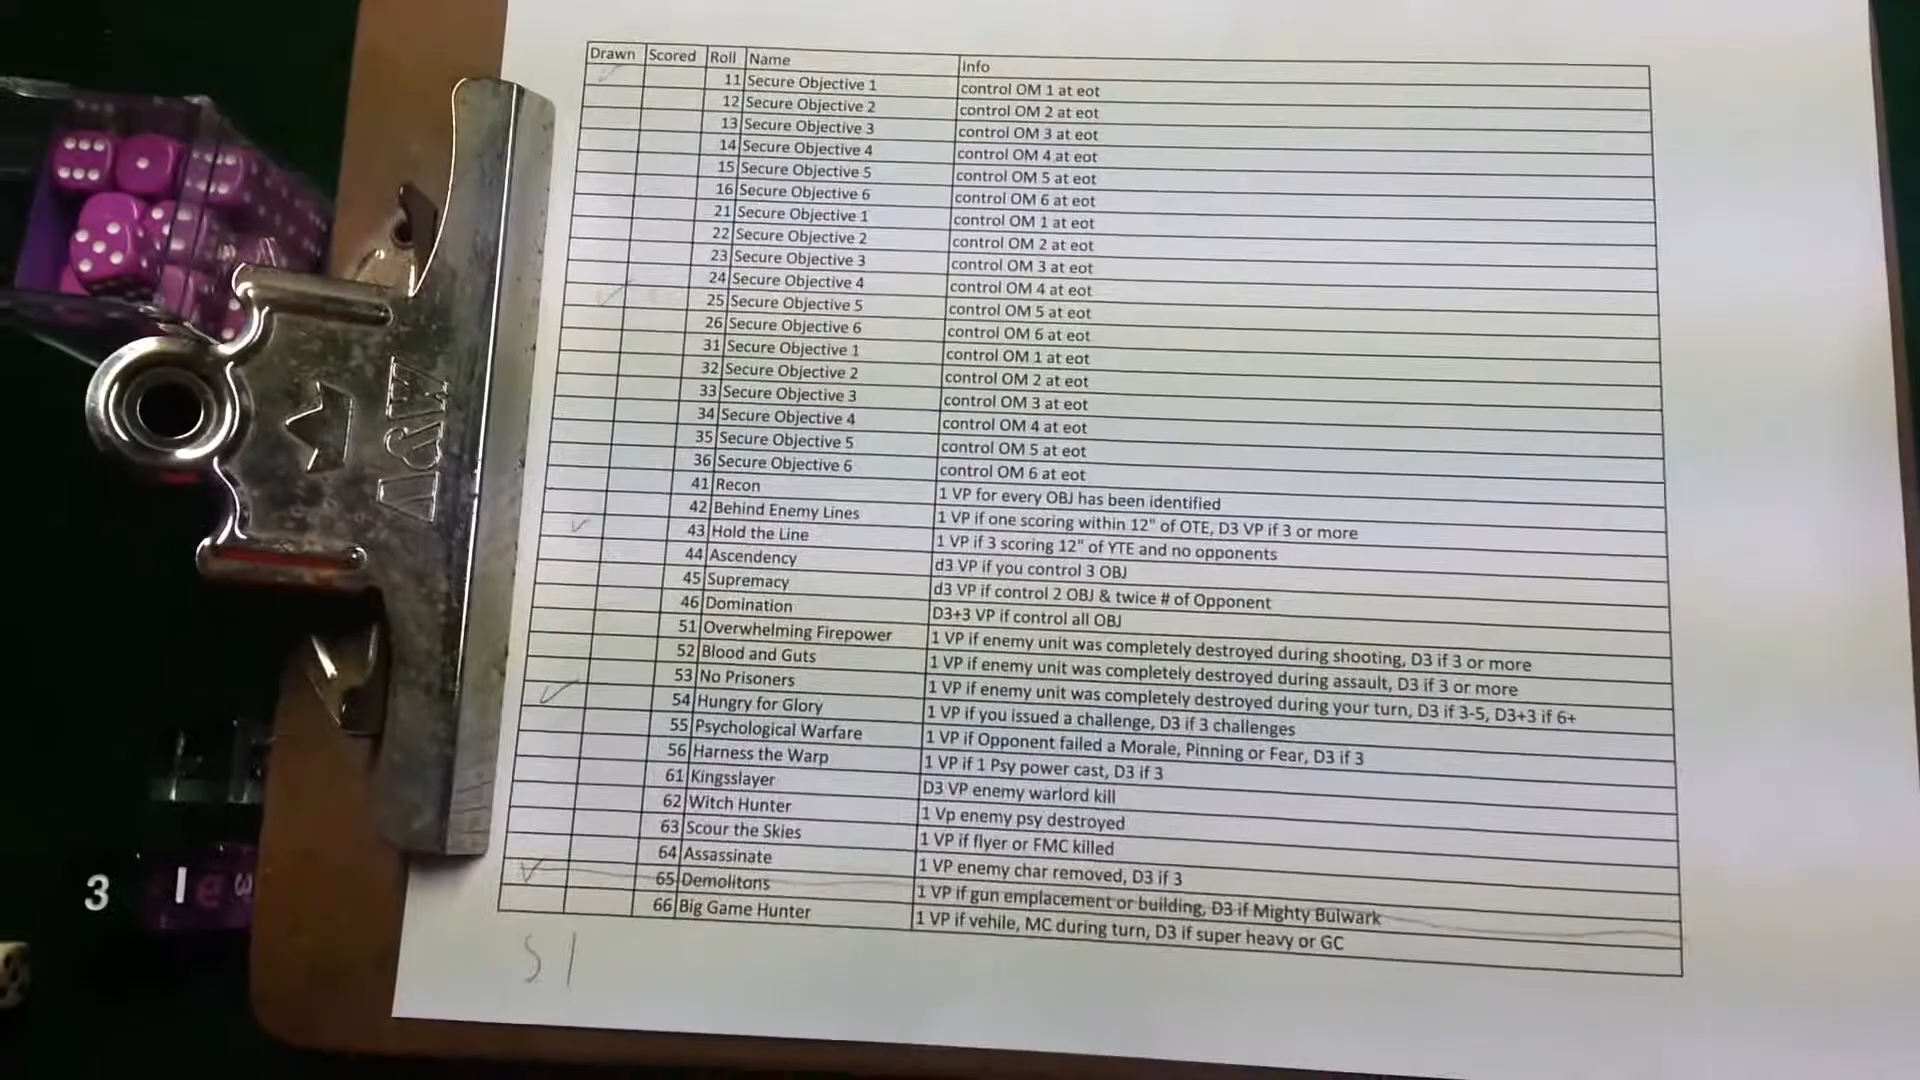 Drawn Scored Roll Name Info
11 Secure Objective 1 control OM 1 at eot
12 Secure Objective 2 control OM 2 at eot
13 Secure Objective 3 control OM 3 at eot
14 Secure Objective 4 control OM 4 at eot
15 Secure Objective 5 control OM 5 at eot
16 Secure Objective 6 control OM 6 at eot
21 Secure Objective 1 control OM 1 at eot
22 Secure Objective 2 control OM 2 at eot
23 Secure Objective 3 control OM 3 at eot
24 Secure Objective 4 control OM 4 at eot
25 Secure Objective 5 control OM 5 at eot
26 Secure Objective 6 control OM 6 at eot
31 Secure Objective 1 control OM 1 at eot
32 Secure Objective 2 control OM 2 at eot
33 Secure Objective 3 control OM 3 at eot
34 Secure Objective 4 control OM 4 at eot
35 Secure Objective 5 control OM 5 at eot
36 Secure Objective 6 control OM 6 at eot
41 Recon 1 VP for every OBJ has been identified
42 Behind Enemy Lines 1 VP if one scoring within 12" of OTE, D3 VP if 3 or more
43 Hold the Line 1 VP if 3 scoring 12" of YTE and no opponents
44 Ascendency d3 VP if you control 3 OBJ
45 Supremacy d3 VP if control 2 OBJ & twice # of Opponent
46 Domination D3+3 VP if control all OBJ
51 Overwhelming Firepower 1 VP if enemy unit was completely destroyed during shooting, D3 if 3 or more
52 Blood and Guts 1 VP if enemy unit was completely destroyed during assault, D3 if 3 or more
53 No Prisoners 1 VP if enemy unit was completely destroyed during your turn, D3 if 3-5, D3+3 if 6+
54 Hungry for Glory 1 VP if you issued a challenge, D3 if 3 challenges
55 Psychological Warfare 1 VP if Opponent failed a Morale, Pinning or Fear, D3 if 3
56 Harness the Warp 1 VP if 1 Psy power cast, D3 if 3
61 Kingsslayer D3 VP enemy warlord kill
62 Witch Hunter 1 Vp enemy psy destroyed
63 Scour the Skies 1 VP if flyer or FMC killed
64 Assassinate 1 VP enemy char removed, D3 if 3
65 Demolitons 1 VP if gun emplacement or building, D3 if Mighty Bulwark
66 Big Game Hunter 1 VP if vehile, MC during turn, D3 if super heavy or GC
51
A&W
3